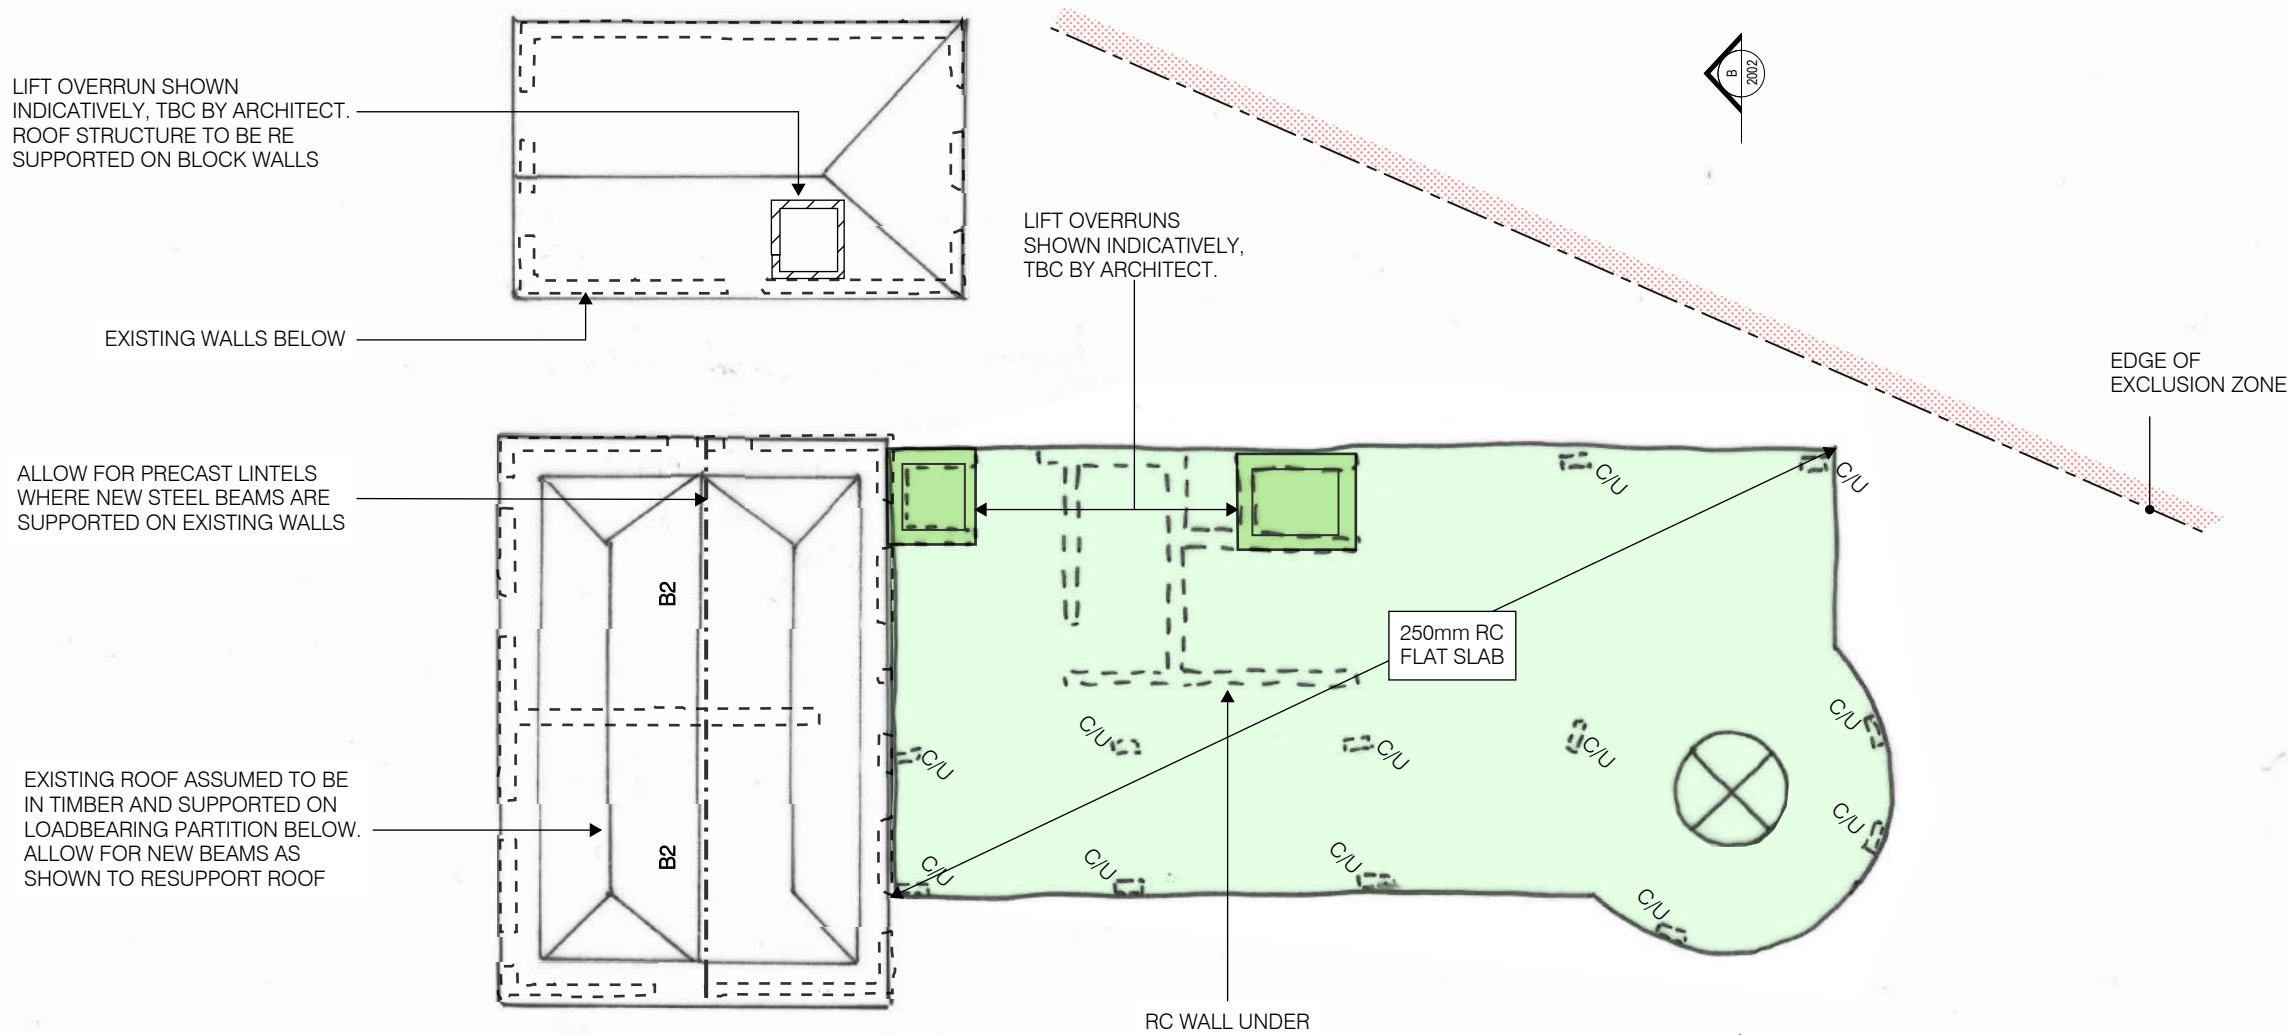 LIFT OVERRUN SHOWN
INDICATIVELY, TBC BY ARCHITECT.
ROOF STRUCTURE TO BE RE
SUPPORTED ON BLOCK WALLS
B
2002
LIFT OVERRUNS
SHOWN INDICATIVELY,
TBC BY ARCHITECT.
EXISTING WALLS BELOW
EDGE OF
EXCLUSION ZONE
ALLOW FOR PRECAST LINTELS
WHERE NEW STEEL BEAMS ARE
SUPPORTED ON EXISTING WALLS
C/U
C/U
B2
250mm RC
FLAT SLAB
C/U
C/U
C/U
C/U
C/U
EXISTING ROOF ASSUMED TO BE
IN TIMBER AND SUPPORTED ON
LOADBEARING PARTITION BELOW.
ALLOW FOR NEW BEAMS AS
SHOWN TO RESUPPORT ROOF
B2
C/U
C/U
C/U
C/U
C/U
RC WALL UNDER